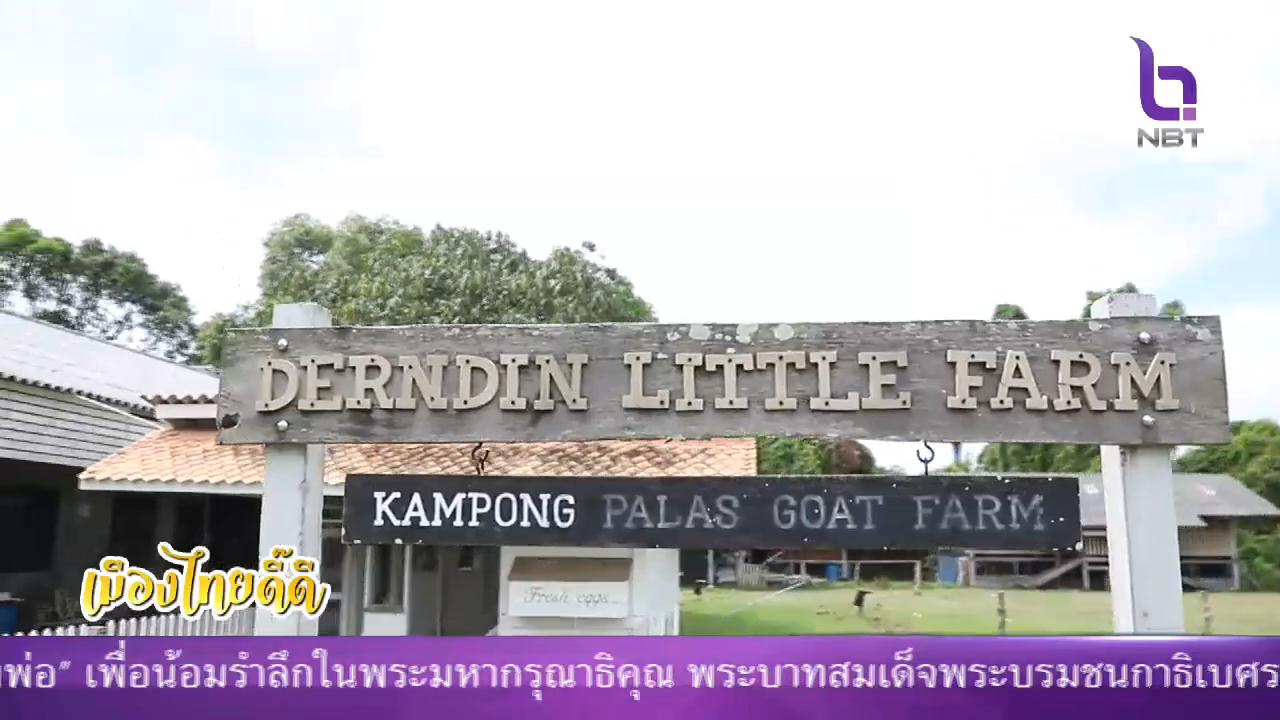 NBT
DERNDIN LITTLE FARM
KAMPONG PALAS GOAT FARM
Fresh eggs
เมืองไทยดี๊ดี
พ่อ” เพื่อน้อมรำลึกในพระมหากรุณาธิคุณ พระบาทสมเด็จพระบรมชนกาธิเบศร